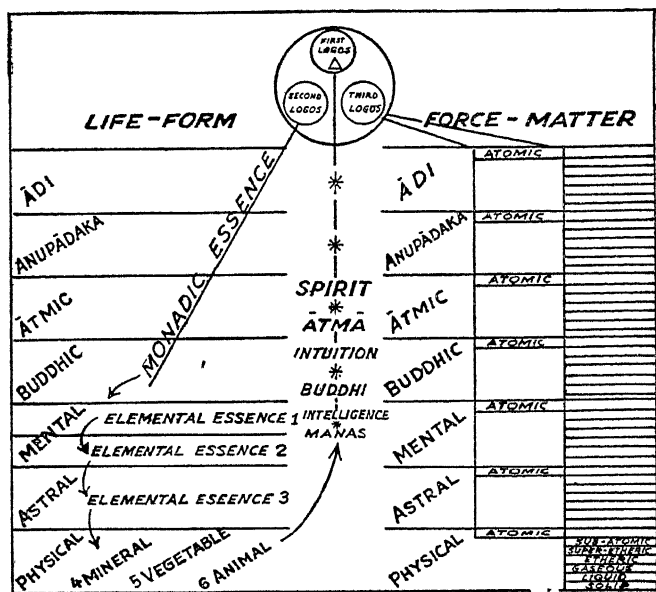 FIRST
LOGOS
SECOND
LOGOS
THIRD
LOGUS
LIFE-FORM
FORCE-MATTER
MONADIC ESSENCE
ĀDI
ANUPĀDAKA
ĀTMIC
BUDDHIC
MENTAL
ASTRAL
PHYSICAL
ELEMENTAL ESSENCE 1
ELEMENTAL ESSENCE 2
ELEMENTAL ESEENCE 3
4 MINERAL
5 VEGETABLE
6 ANIMAL
SPIRIT
ĀTMĀ
INTUITION
BUDDHI
INTELLIGENCE
MANAS
ĀDI
ANUPĀDAKA
ĀTMIC
BUDDHIC
MENTAL
ASTRAL
PHYSICAL
ATOMIC
ATOMIC
ATOMIC
ATOMIC
ATOMIC
ATOMIC
ATOMIC
SUB-ATOMIC
SUPER-ETHERIC
ETHERIC
GASEOUS
LIQUID
SOLID